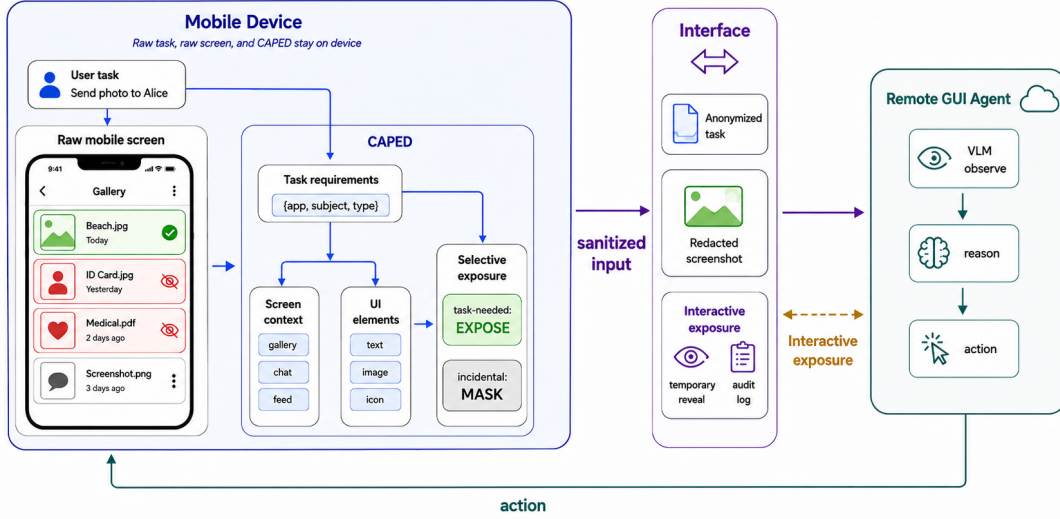 Mobile Device
Raw task, raw screen, and CAPED stay on device
User task
Send photo to Alice
Raw mobile screen
9:41
Gallery
Beach.jpg
Today
ID Card.jpg
Yesterday
Medical.pdf
2 days ago
Screenshot.png
3 days ago
CAPED
Task requirements
{app, subject, type}
Screen
context
gallery
chat
feed
UI
elements
text
image
icon
Selective
exposure
task-needed:
EXPOSE
incidental:
MASK
sanitized
input
Interface
Anonymized
task
Redacted
screenshot
Interactive
exposure
temporary
reveal
audit
log
Interactive
exposure
Remote GUI Agent
VLM
observe
reason
action
action